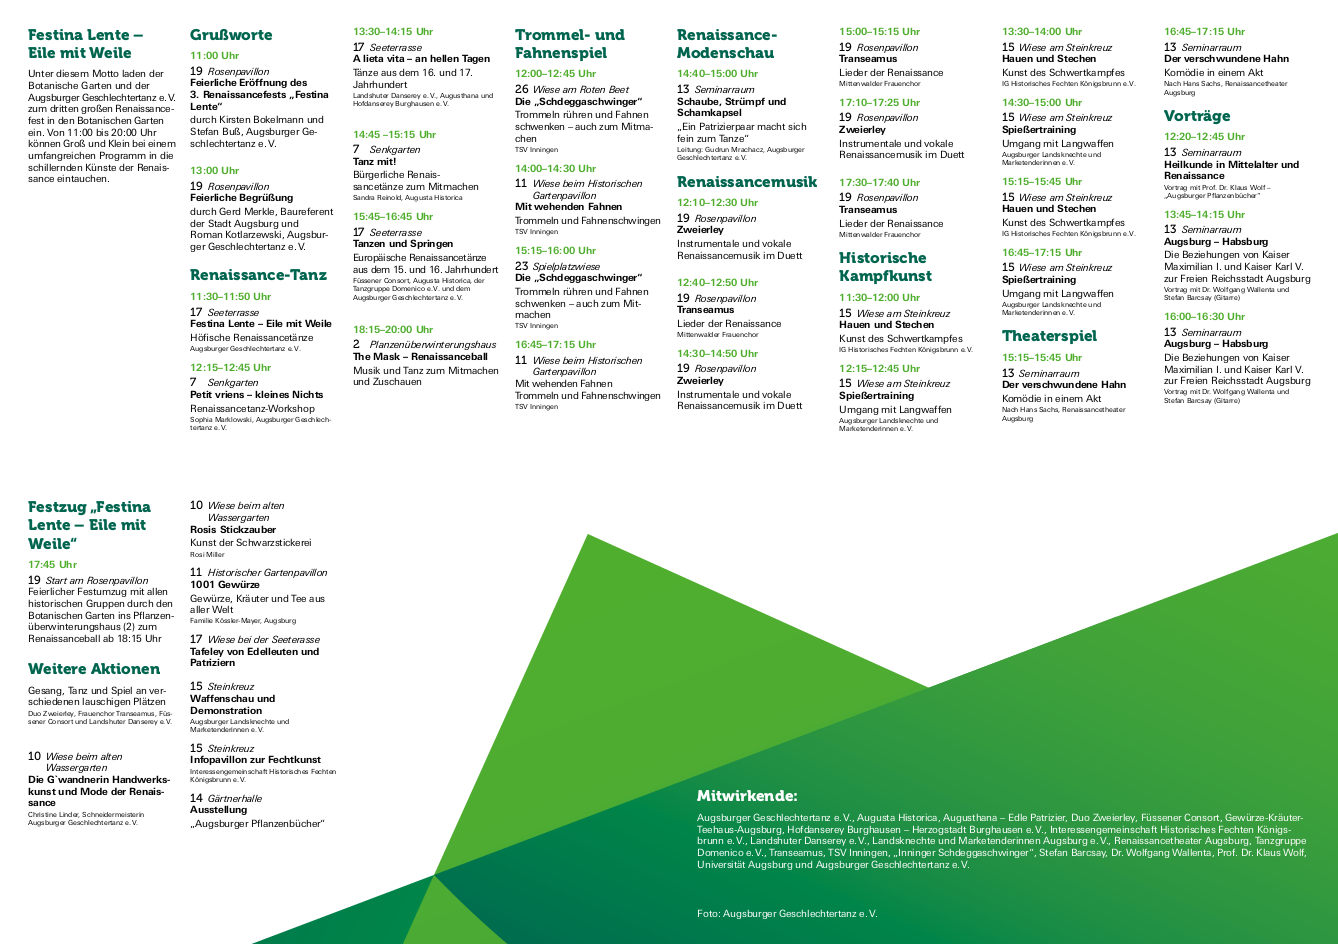 Festina Lente –
Eile mit Weile
Unter diesem Motto laden der
Botanische Garten und der
Augsburger Geschlechtertanz e.V.
zum dritten großen Renaissance-
fest in den Botanischen Garten
ein. Von 11:00 bis 20:00 Uhr
können Groß und Klein bei einem
umfangreichen Programm in die
schillernden Künste der Renais-
sance eintauchen.
Grußworte
11:00 Uhr
19 Rosenpavillon
Feierliche Eröffnung des
3. Renaissancefests „Festina
Lente“
durch Kirsten Bokelmann und
Stefan Buß, Augsburger Ge-
schlechtertanz e.V.
13:00 Uhr
19 Rosenpavillon
Feierliche Begrüßung
durch Gerd Merkle, Baureferent
der Stadt Augsburg und
Roman Kotlarzewski, Augsbur-
ger Geschlechtertanz e.V.
Renaissance-Tanz
11:30–11:50 Uhr
17 Seeterrasse
Festina Lente – Eile mit Weile
Höfische Renaissancetänze
Augsburger Geschlechtertanz e.V.
12:15–12:45 Uhr
7 Senkgarten
Petit vriens – kleines Nichts
Renaissancetanz-Workshop
Sophia Marklowski, Augsburger Geschlech-
tertanz e.V.
13:30–14:15 Uhr
17 Seeterrasse
A lieta vita – an hellen Tagen
Tänze aus dem 16. und 17.
Jahrhundert
Landshuter Danserey e.V., Augusthana und
Hofdanserey Burghausen e.V.
14:45 –15:15 Uhr
7 Senkgarten
Tanz mit!
Bürgerliche Renais-
sancetänze zum Mitmachen
Sandra Reinold, Augusta Historica
15:45–16:45 Uhr
17 Seeterrasse
Tanzen und Springen
Europäische Renaissancetänze
aus dem 15. und 16. Jahrhundert
Füssener Consort, Augusta Historica, der
Tanzgruppe Domenico e.V. und dem
Augsburger Geschlechtertanz e.V.
18:15–20:00 Uhr
2 Planzenüberwinterungshaus
The Mask – Renaissanceball
Musik und Tanz zum Mitmachen
und Zuschauen
Trommel- und
Fahnenspiel
12:00–12:45 Uhr
26 Wiese am Roten Beet
Die „Schdeggaschwinger“
Trommeln rühren und Fahnen
schwenken – auch zum Mitma-
chen
TSV Inningen
14:00–14:30 Uhr
11 Wiese beim Historischen
Gartenpavillon
Mit wehenden Fahnen
Trommeln und Fahnenschwingen
TSV Inningen
15:15–16:00 Uhr
23 Spielplatzwiese
Die „Schdeggaschwinger“
Trommeln rühren und Fahnen
schwenken – auch zum Mit-
machen
TSV Inningen
16:45–17:15 Uhr
11 Wiese beim Historischen
Gartenpavillon
Mit wehenden Fahnen
Trommeln und Fahnenschwingen
TSV Inningen
Renaissance-
Modenschau
14:40–15:00 Uhr
13 Seminarraum
Schaube, Strümpf und
Schamkapsel
„Ein Patrizierpaar macht sich
fein zum Tanze“
Leitung: Gudrun Mrachacz, Augsburger
Geschlechtertanz e.V.
Renaissancemusik
12:10–12:30 Uhr
19 Rosenpavillon
Zweierley
Instrumentale und vokale
Renaissancemusik im Duett
12:40–12:50 Uhr
19 Rosenpavillon
Transeamus
Lieder der Renaissance
Mittenwalder Frauenchor
14:30–14:50 Uhr
19 Rosenpavillon
Zweierley
Instrumentale und vokale
Renaissancemusik im Duett
15:00–15:15 Uhr
19 Rosenpavillon
Transeamus
Lieder der Renaissance
Mittenwalder Frauenchor
17:10–17:25 Uhr
19 Rosenpavillon
Zweierley
Instrumentale und vokale
Renaissancemusik im Duett
17:30–17:40 Uhr
19 Rosenpavillon
Transeamus
Lieder der Renaissance
Mittenwalder Frauenchor
Historische
Kampfkunst
11:30–12:00 Uhr
15 Wiese am Steinkreuz
Hauen und Stechen
Kunst des Schwertkampfes
IG Historisches Fechten Königsbrunn e.V.
12:15–12:45 Uhr
15 Wiese am Steinkreuz
Spießertraining
Umgang mit Langwaffen
Augsburger Landsknechte und
Marketenderinnen e.V.
13:30–14:00 Uhr
15 Wiese am Steinkreuz
Hauen und Stechen
Kunst des Schwertkampfes
IG Historisches Fechten Königsbrunn e.V.
14:30–15:00 Uhr
15 Wiese am Steinkreuz
Spießertraining
Umgang mit Langwaffen
Augsburger Landsknechte und
Marketenderinnen e.V.
15:15–15:45 Uhr
15 Wiese am Steinkreuz
Hauen und Stechen
Kunst des Schwertkampfes
IG Historisches Fechten Königsbrunn e.V.
16:45–17:15 Uhr
15 Wiese am Steinkreuz
Spießertraining
Umgang mit Langwaffen
Augsburger Landsknechte und
Marketenderinnen e.V.
Theaterspiel
15:15–15:45 Uhr
13 Seminarraum
Der verschwundene Hahn
Komödie in einem Akt
Nach Hans Sachs, Renaissancetheater
Augsburg
16:45–17:15 Uhr
13 Seminarraum
Der verschwundene Hahn
Komödie in einem Akt
Nach Hans Sachs, Renaissancetheater
Augsburg
Vorträge
12:20–12:45 Uhr
13 Seminarraum
Heilkunde in Mittelalter und
Renaissance
Vortrag mit Prof. Dr. Klaus Wolf –
„Augsburger Pflanzenbücher“
13:45–14:15 Uhr
13 Seminarraum
Augsburg – Habsburg
Die Beziehungen von Kaiser
Maximilian I. und Kaiser Karl V.
zur Freien Reichsstadt Augsburg
Vortrag mit Dr. Wolfgang Wallenta und
Stefan Barcsay (Gitarre)
16:00–16:30 Uhr
13 Seminarraum
Augsburg – Habsburg
Die Beziehungen von Kaiser
Maximilian I. und Kaiser Karl V.
zur Freien Reichsstadt Augsburg
Vortrag mit Dr. Wolfgang Wallenta und
Stefan Barcsay (Gitarre)
Festzug „Festina
Lente – Eile mit
Weile“
17:45 Uhr
19 Start am Rosenpavillon
Feierlicher Festumzug mit allen
historischen Gruppen durch den
Botanischen Garten ins Pflanzen-
überwinterungshaus (2) zum
Renaissanceball ab 18:15 Uhr
Weitere Aktionen
Gesang, Tanz und Spiel an ver-
schiedenen lauschigen Plätzen
Duo Zweierley, Frauenchor Transeamus, Füs-
sener Consort und Landshuter Danserey e.V.
10 Wiese beim alten
Wassergarten
Die G`wandnerin Handwerks-
kunst und Mode der Renais-
sance
Christine Linder, Schneidermeisterin
Augsburger Geschlechtertanz e.V.
10 Wiese beim alten
Wassergarten
Rosis Stickzauber
Kunst der Schwarzstickerei
Rosi Miller
11 Historischer Gartenpavillon
1001 Gewürze
Gewürze, Kräuter und Tee aus
aller Welt
Familie Kössler-Mayer, Augsburg
17 Wiese bei der Seeterasse
Tafeley von Edelleuten und
Patriziern
15 Steinkreuz
Waffenschau und
Demonstration
Augsburger Landsknechte und
Marketenderinnen e.V.
15 Steinkreuz
Infopavillon zur Fechtkunst
Interessengemeinschaft Historisches Fechten
Königsbrunn e.V.
14 Gärtnerhalle
Ausstellung
„Augsburger Pflanzenbücher“
Mitwirkende:
Augsburger Geschlechtertanz e.V., Augusta Historica, Augusthana – Edle Patrizier, Duo Zweierley, Füssener Consort, Gewürze-Kräuter-
Teehaus-Augsburg, Hofdanserey Burghausen – Herzogstadt Burghausen e.V., Interessengemeinschaft Historisches Fechten Königs-
brunn e.V., Landshuter Danserey e.V., Landsknechte und Marketenderinnen Augsburg e.V., Renaissancetheater Augsburg, Tanzgruppe
Domenico e.V., Transeamus, TSV Inningen, „Inninger Schdeggaschwinger“, Stefan Barcsay, Dr. Wolfgang Wallenta, Prof. Dr. Klaus Wolf,
Universität Augsburg und Augsburger Geschlechtertanz e.V.
Foto: Augsburger Geschlechtertanz e.V.